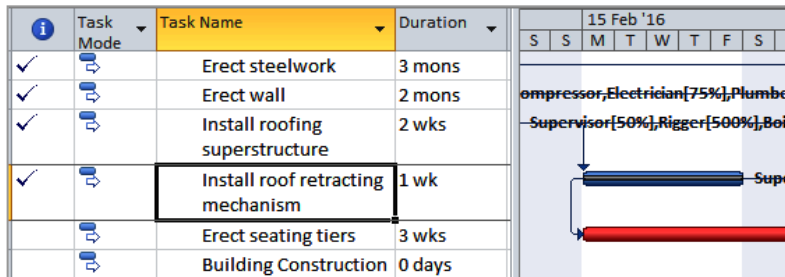 i Task Mode Task Name Duration 15 Feb '16
S S M T W T F S
Erect steelwork 3 mons
Erect wall 2 mons
ompressor,Electrician[75%],Plumbe
Install roofing superstructure 2 wks
Supervisor[50%],Rigger[500%],Boi
Install roof retracting mechanism 1 wk
Supe
Erect seating tiers 3 wks
Building Construction 0 days